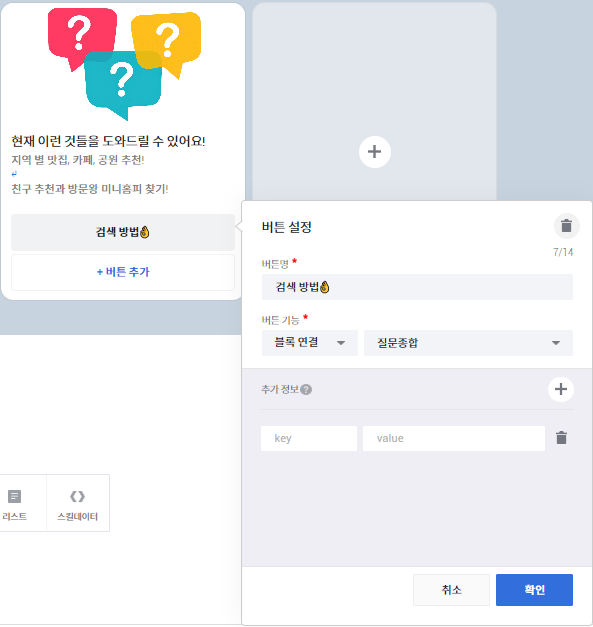 ? ? ?
현재 이런 것들을 도와드릴 수 있어요!
지역 별 맛집, 카페, 공원 추천!
↲
친구 추천과 방문왕 미니홈피 찾기!
검색 방법👂
+ 버튼 추가
리스트
스킬데이터
버튼 설정
7/14
버튼명 *
검색 방법👂
버튼 기능 *
블록 연결
질문종합
추가 정보 ?
key
value
취소
확인